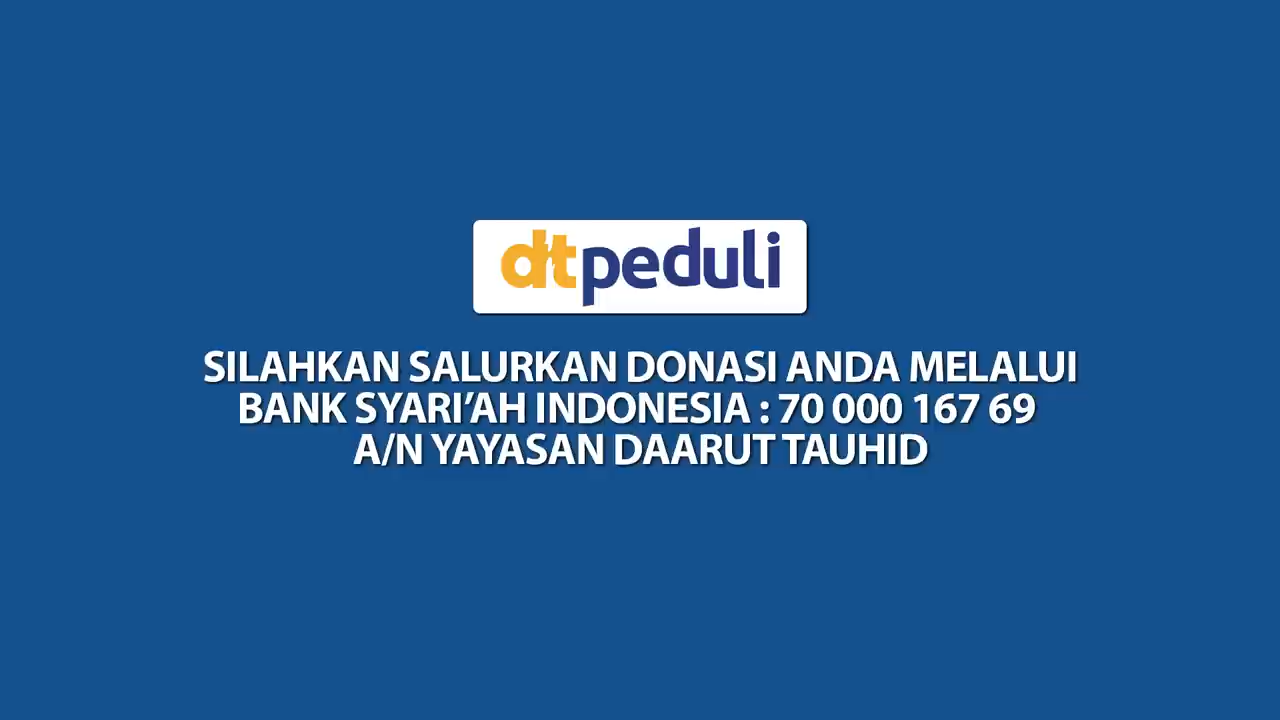 dtpeduli
SILAHKAN SALURKAN DONASI ANDA MELALUI
BANK SYARI’AH INDONESIA : 70 000 167 69
A/N YAYASAN DAARUT TAUHID